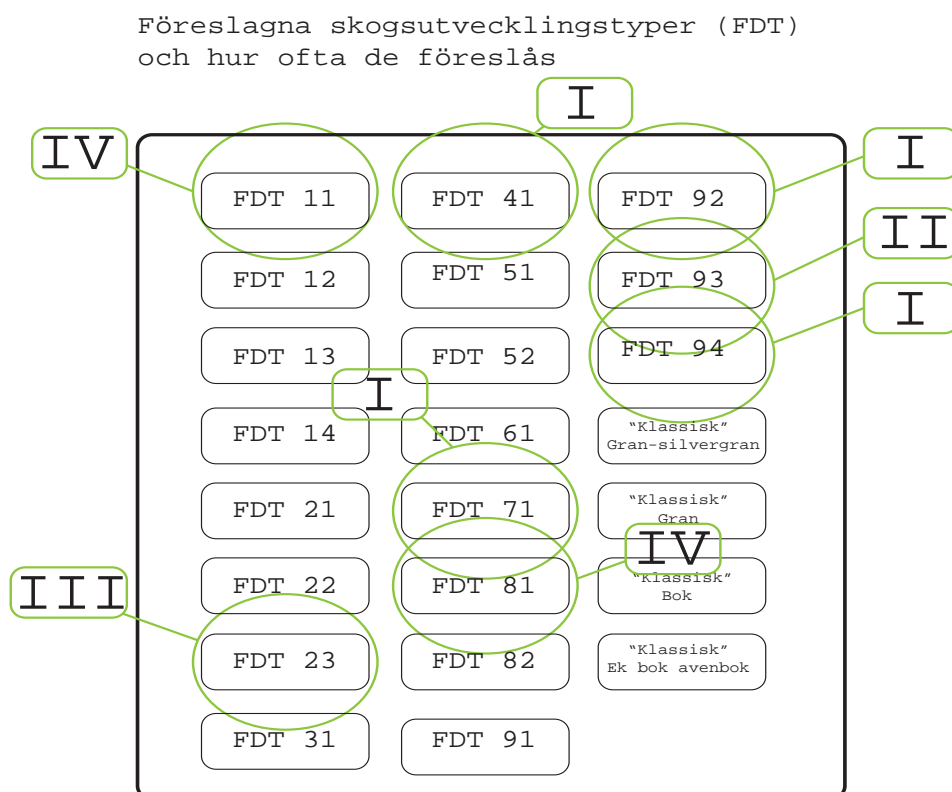 Föreslagna skogsutvecklingstyper (FDT)
och hur ofta de föreslås
I
IV
I
FDT 11
FDT 41
FDT 92
II
FDT 12
FDT 51
FDT 93
I
FDT 13
FDT 52
FDT 94
I
FDT 14
FDT 61
“Klassisk”
Gran-silvergran
FDT 21
FDT 71
“Klassisk”
Gran
IV
III
FDT 22
FDT 81
“Klassisk”
Bok
FDT 23
FDT 82
“Klassisk”
Ek bok avenbok
FDT 31
FDT 91